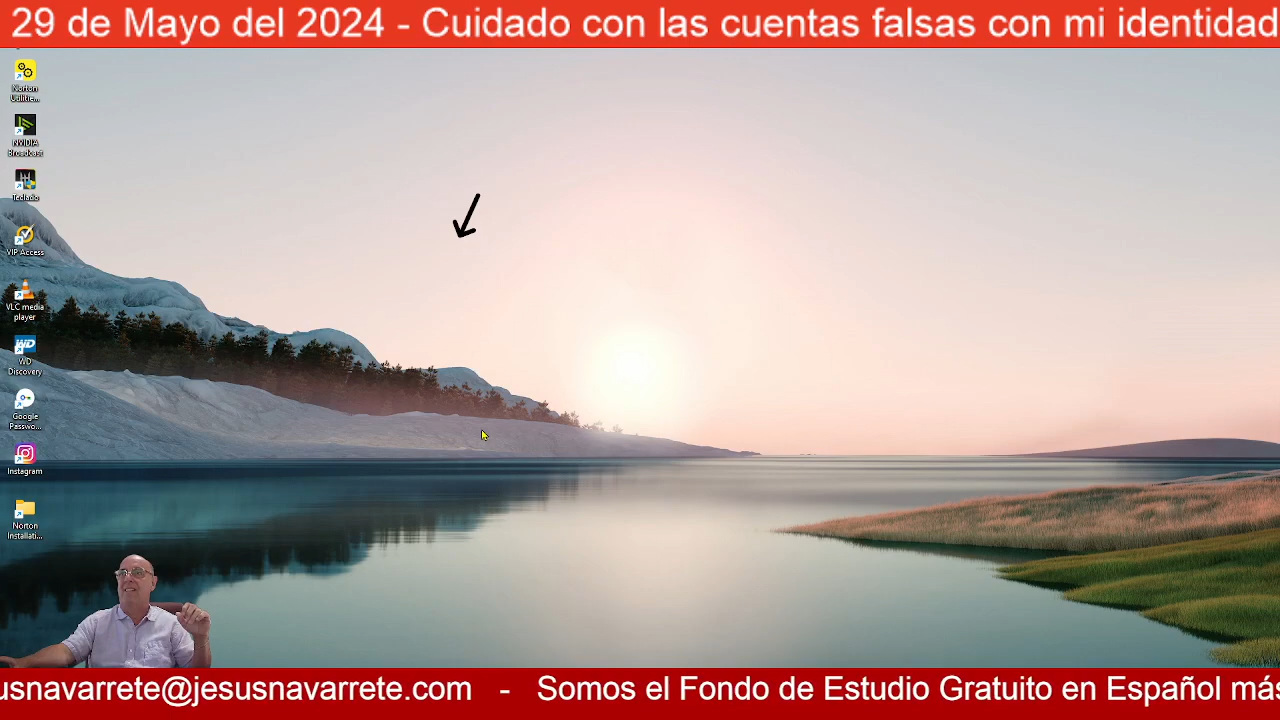 29 de Mayo del 2024 - Cuidado con las cuentas falsas con mi identidad
Norton
Utilitie...
NVIDIA
Broadcast
Teclado
VIP Access
VLC media
player
WD
WD
Discovery
Google
Passwo...
Instagram
Norton
Installati...
usnavarrete@jesusnavarrete.com - Somos el Fondo de Estudio Gratuito en Español más